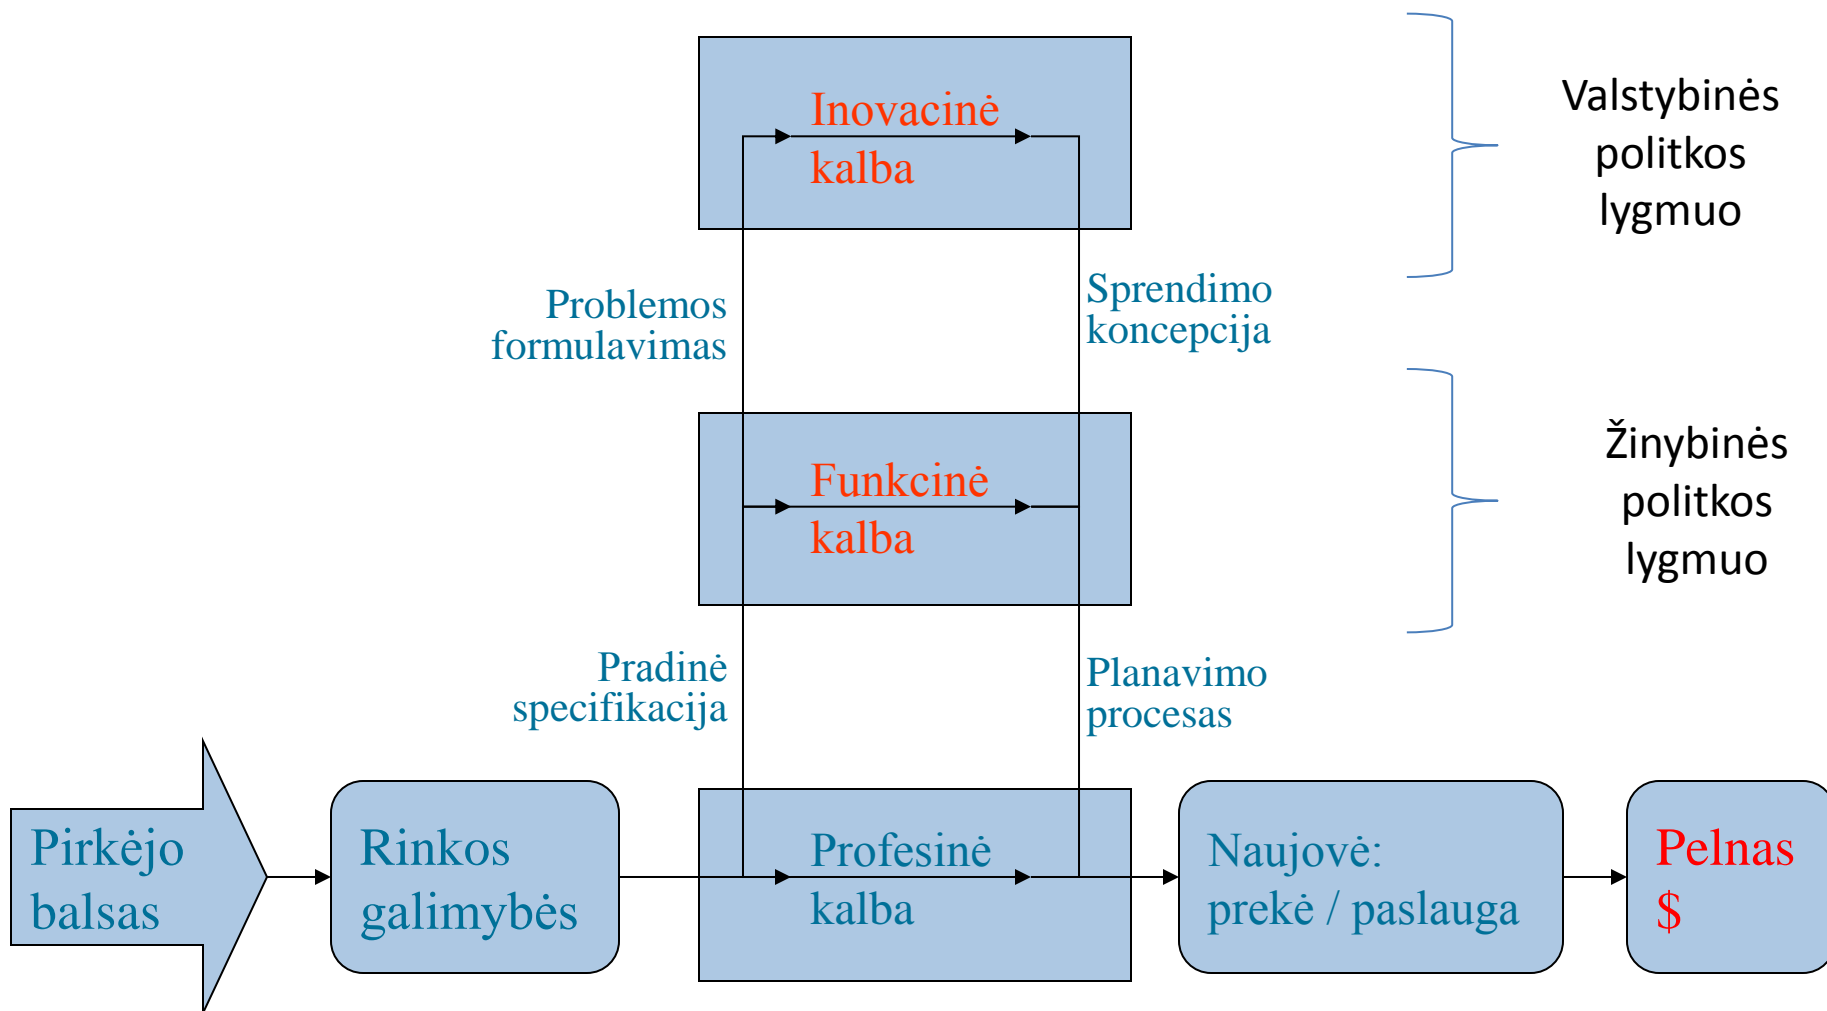 Inovacinė
kalba
Valstybinės
politkos
lygmuo
Problemos
formulavimas
Sprendimo
koncepcija
Funkcinė
kalba
Žinybinės
politkos
lygmuo
Pradinė
specifikacija
Planavimo
procesas
Pirkėjo
balsas
Rinkos
galimybės
Profesinė
kalba
Naujovė:
prekė / paslauga
Pelnas
$